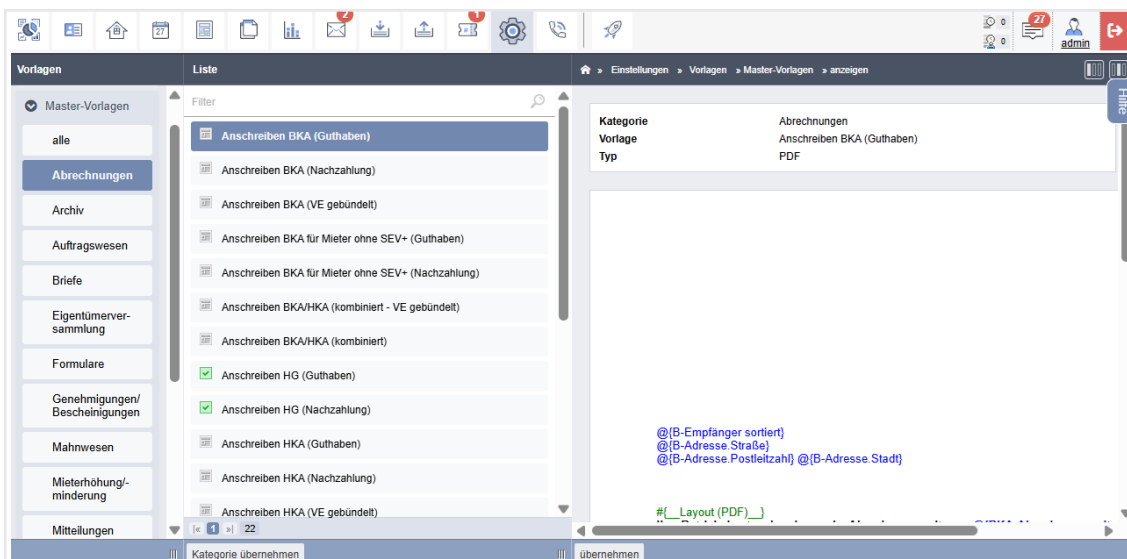 2
1
27
0
0
27
admin
Vorlagen
Liste
» Einstellungen » Vorlagen » Master-Vorlagen » anzeigen
Hilfe
Master-Vorlagen
alle
Abrechnungen
Archiv
Auftragswesen
Briefe
Eigentümerver-
sammlung
Formulare
Genehmigungen/
Bescheinigungen
Mahnwesen
Mieterhöhung/-
minderung
Mitteilungen
Filter
Anschreiben BKA (Guthaben)
Anschreiben BKA (Nachzahlung)
Anschreiben BKA (VE gebündelt)
Anschreiben BKA für Mieter ohne SEV+ (Guthaben)
Anschreiben BKA für Mieter ohne SEV+ (Nachzahlung)
Anschreiben BKA/HKA (kombiniert - VE gebündelt)
Anschreiben BKA/HKA (kombiniert)
Anschreiben HG (Guthaben)
Anschreiben HG (Nachzahlung)
Anschreiben HKA (Guthaben)
Anschreiben HKA (Nachzahlung)
Anschreiben HKA (VE gebündelt)
|« 1 »| 22
Kategorie übernehmen
Kategorie Abrechnungen
Vorlage Anschreiben BKA (Guthaben)
Typ PDF
@{B-Empfänger sortiert}
@{B-Adresse.Straße}
@{B-Adresse.Postleitzahl} @{B-Adresse.Stadt}
#{__Layout (PDF)__}
übernehmen